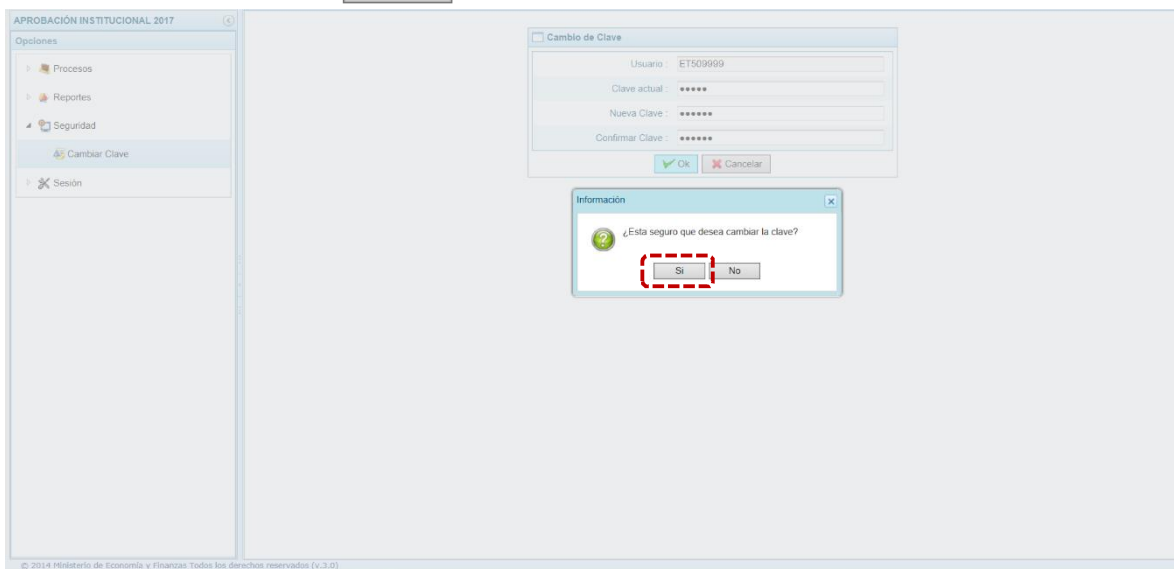 APROBACIÓN INSTITUCIONAL 2017
Opciones
Procesos
Reportes
Seguridad
Cambiar Clave
Sesión
Cambio de Clave
Usuario : ET509999
Clave actual : •••••
Nueva Clave : ••••••
Confirmar Clave : ••••••
Ok Cancelar
Información
¿Esta seguro que desea cambiar la clave?
Si No
© 2014 Ministerio de Economía y Finanzas Todos los derechos reservados (v.3.0)